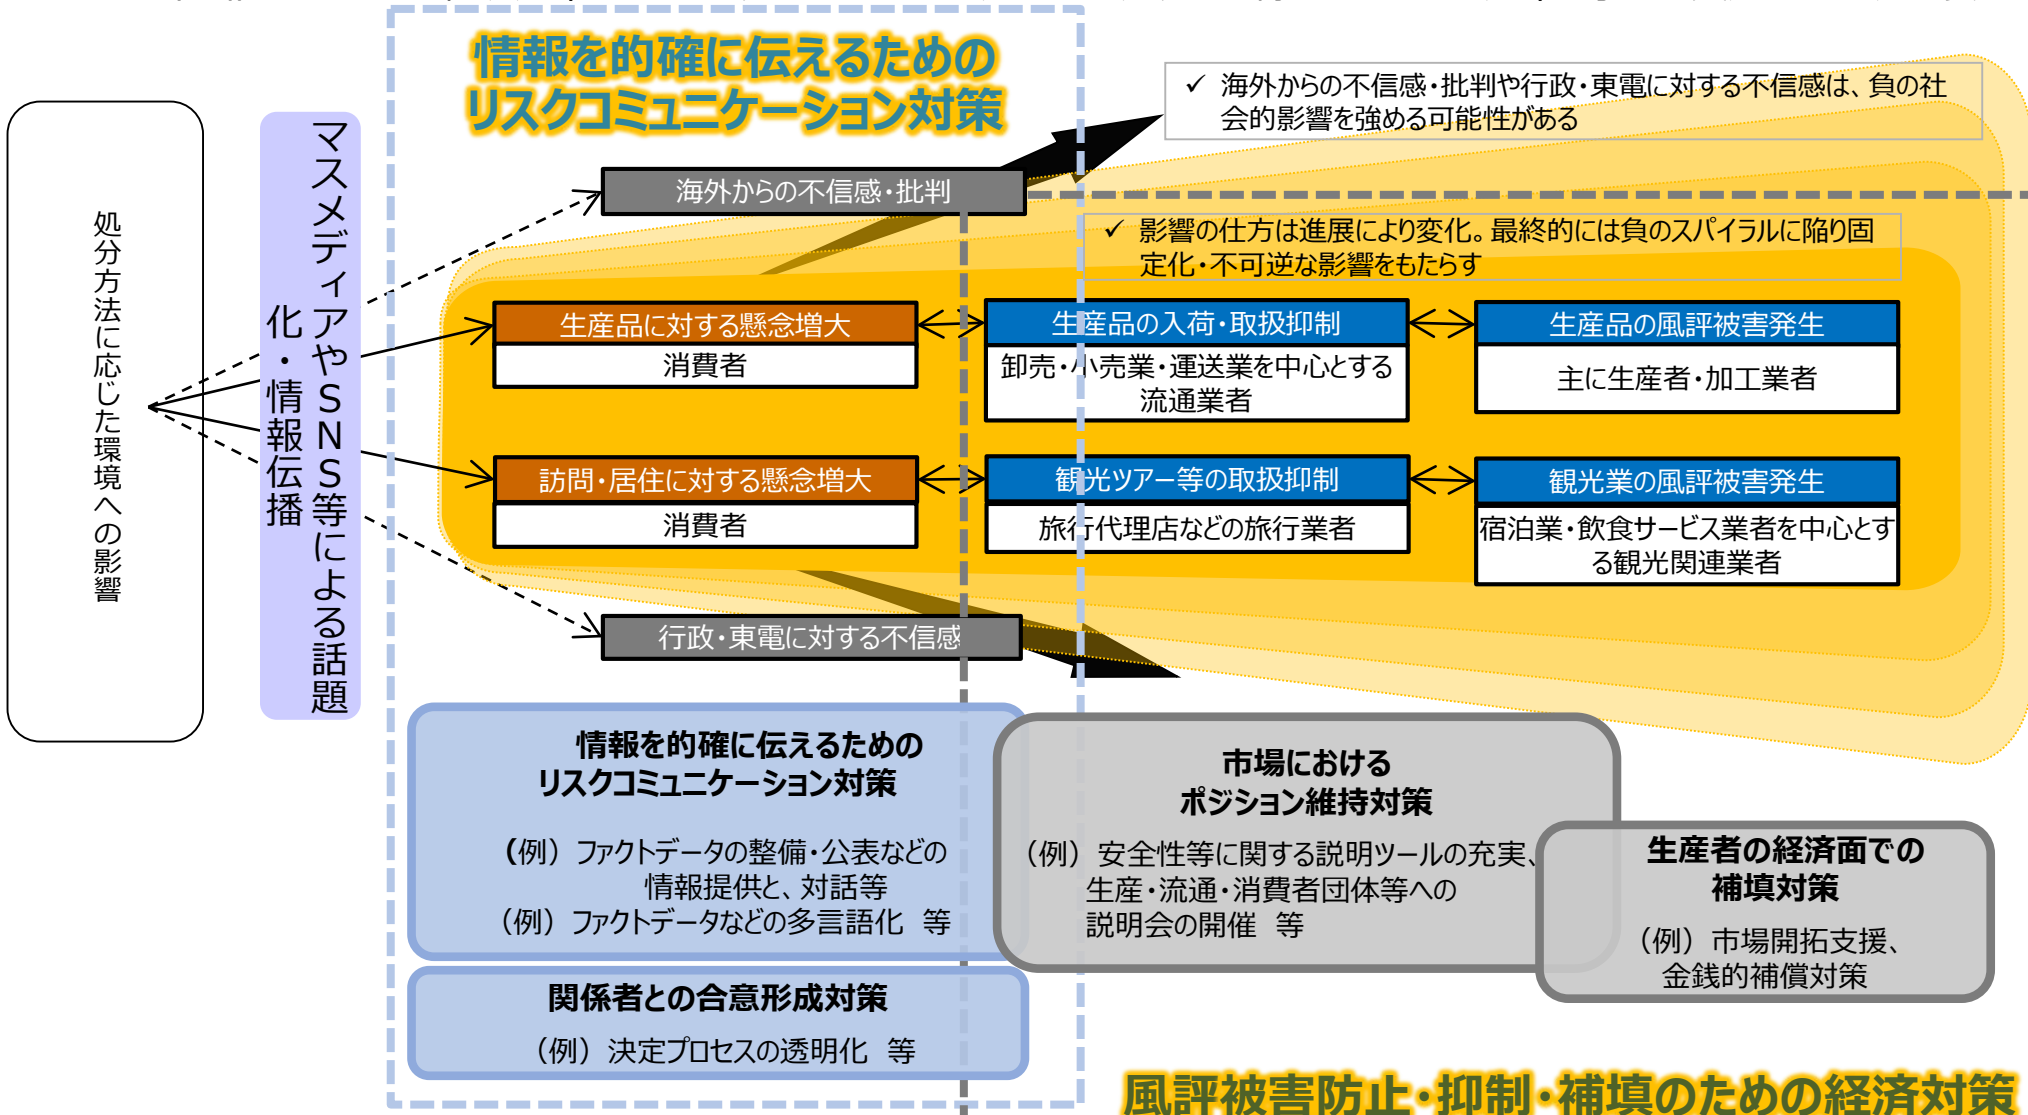 情報を的確に伝えるための
リスクコミュニケーション対策
✓ 海外からの不信感・批判や行政・東電に対する不信感は、負の社
会的影響を強める可能性がある
処分方法に応じた環境への影響
マスメディアやSNS等による話題
化・情報伝播
海外からの不信感・批判
✓ 影響の仕方は進展により変化。最終的には負のスパイラルに陥り固
定化・不可逆な影響をもたらす
生産品に対する懸念増大
消費者
生産品の入荷・取扱抑制
卸売・小売業・運送業を中心とする
流通業者
生産品の風評被害発生
主に生産者・加工業者
訪問・居住に対する懸念増大
消費者
観光ツアー等の取扱抑制
旅行代理店などの旅行業者
観光業の風評被害発生
宿泊業・飲食サービス業者を中心とす
る観光関連業者
行政・東電に対する不信感
情報を的確に伝えるための
リスクコミュニケーション対策
（例）ファクトデータの整備・公表などの
情報提供と、対話等
（例）ファクトデータなどの多言語化 等
関係者との合意形成対策
（例）決定プロセスの透明化 等
市場における
ポジション維持対策
（例）安全性等に関する説明ツールの充実、
生産・流通・消費者団体等への
説明会の開催 等
生産者の経済面での
補填対策
（例）市場開拓支援、
金銭的補償対策
風評被害防止・抑制・補填のための経済対策